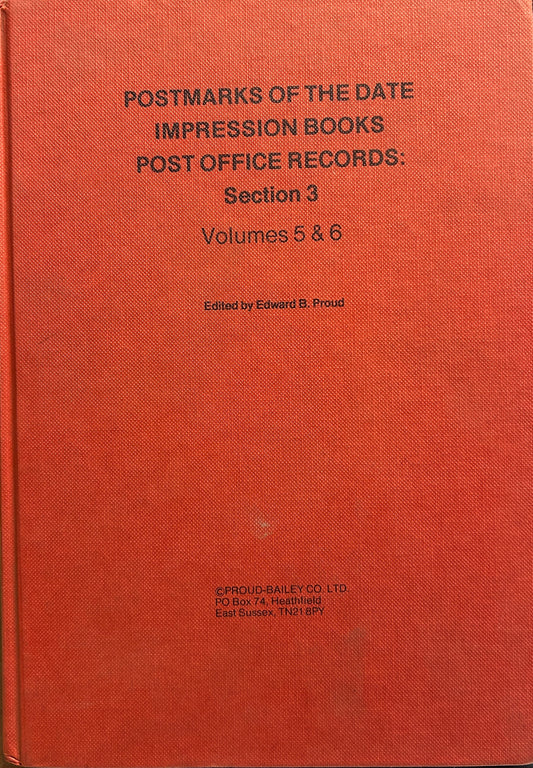 POSTMARKS OF THE DATE
IMPRESSION BOOKS
POST OFFICE RECORDS:
Section 3
Volumes 5 & 6
Edited by Edward B. Proud
©PROUD-BAILEY CO. LTD.
PO Box 74, Heathfield
East Sussex, TN21 8PY